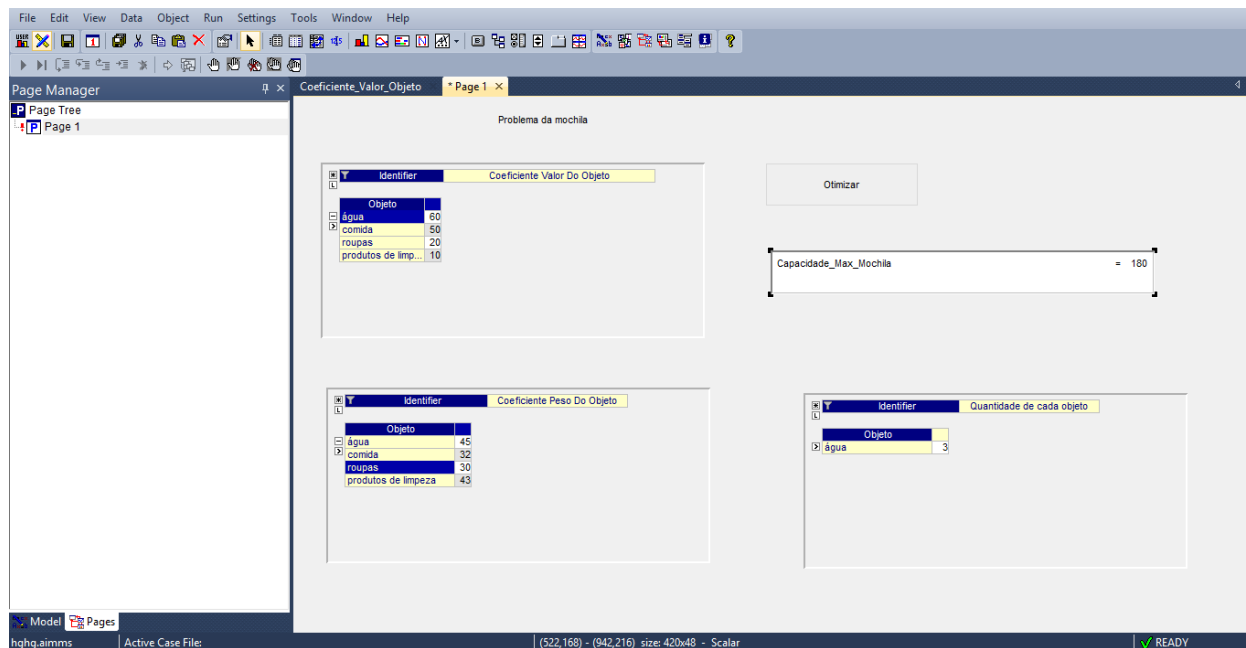 File Edit View Data Object Run Settings Tools Window Help
Page Manager
Coeficiente_Valor_Objeto
* Page 1
Page Tree
Page 1
Problema da mochila
Identifier Coeficiente Valor Do Objeto
Objeto
água 60
comida 50
roupas 20
produtos de limp... 10
Otimizar
Capacidade_Max_Mochila = 180
Identifier Coeficiente Peso Do Objeto
Objeto
água 45
comida 32
roupas 30
produtos de limpeza 43
Identifier Quantidade de cada objeto
Objeto
água 3
Model Pages
hghg.aimms Active Case File: (522,168) - (942,216) size: 420x48 - Scalar READY